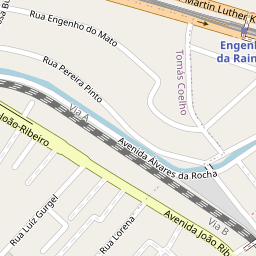 Martin Luther K
Rua Engenho do Mato
Engenh
da Rain
Rua Pereira Pinto
Tomás Coelho
Via A
João Ribeiro
Avenida Álvares da Rocha
Rua Luiz Gurgel
Rua Lorena
Avenida João Rib
Via B